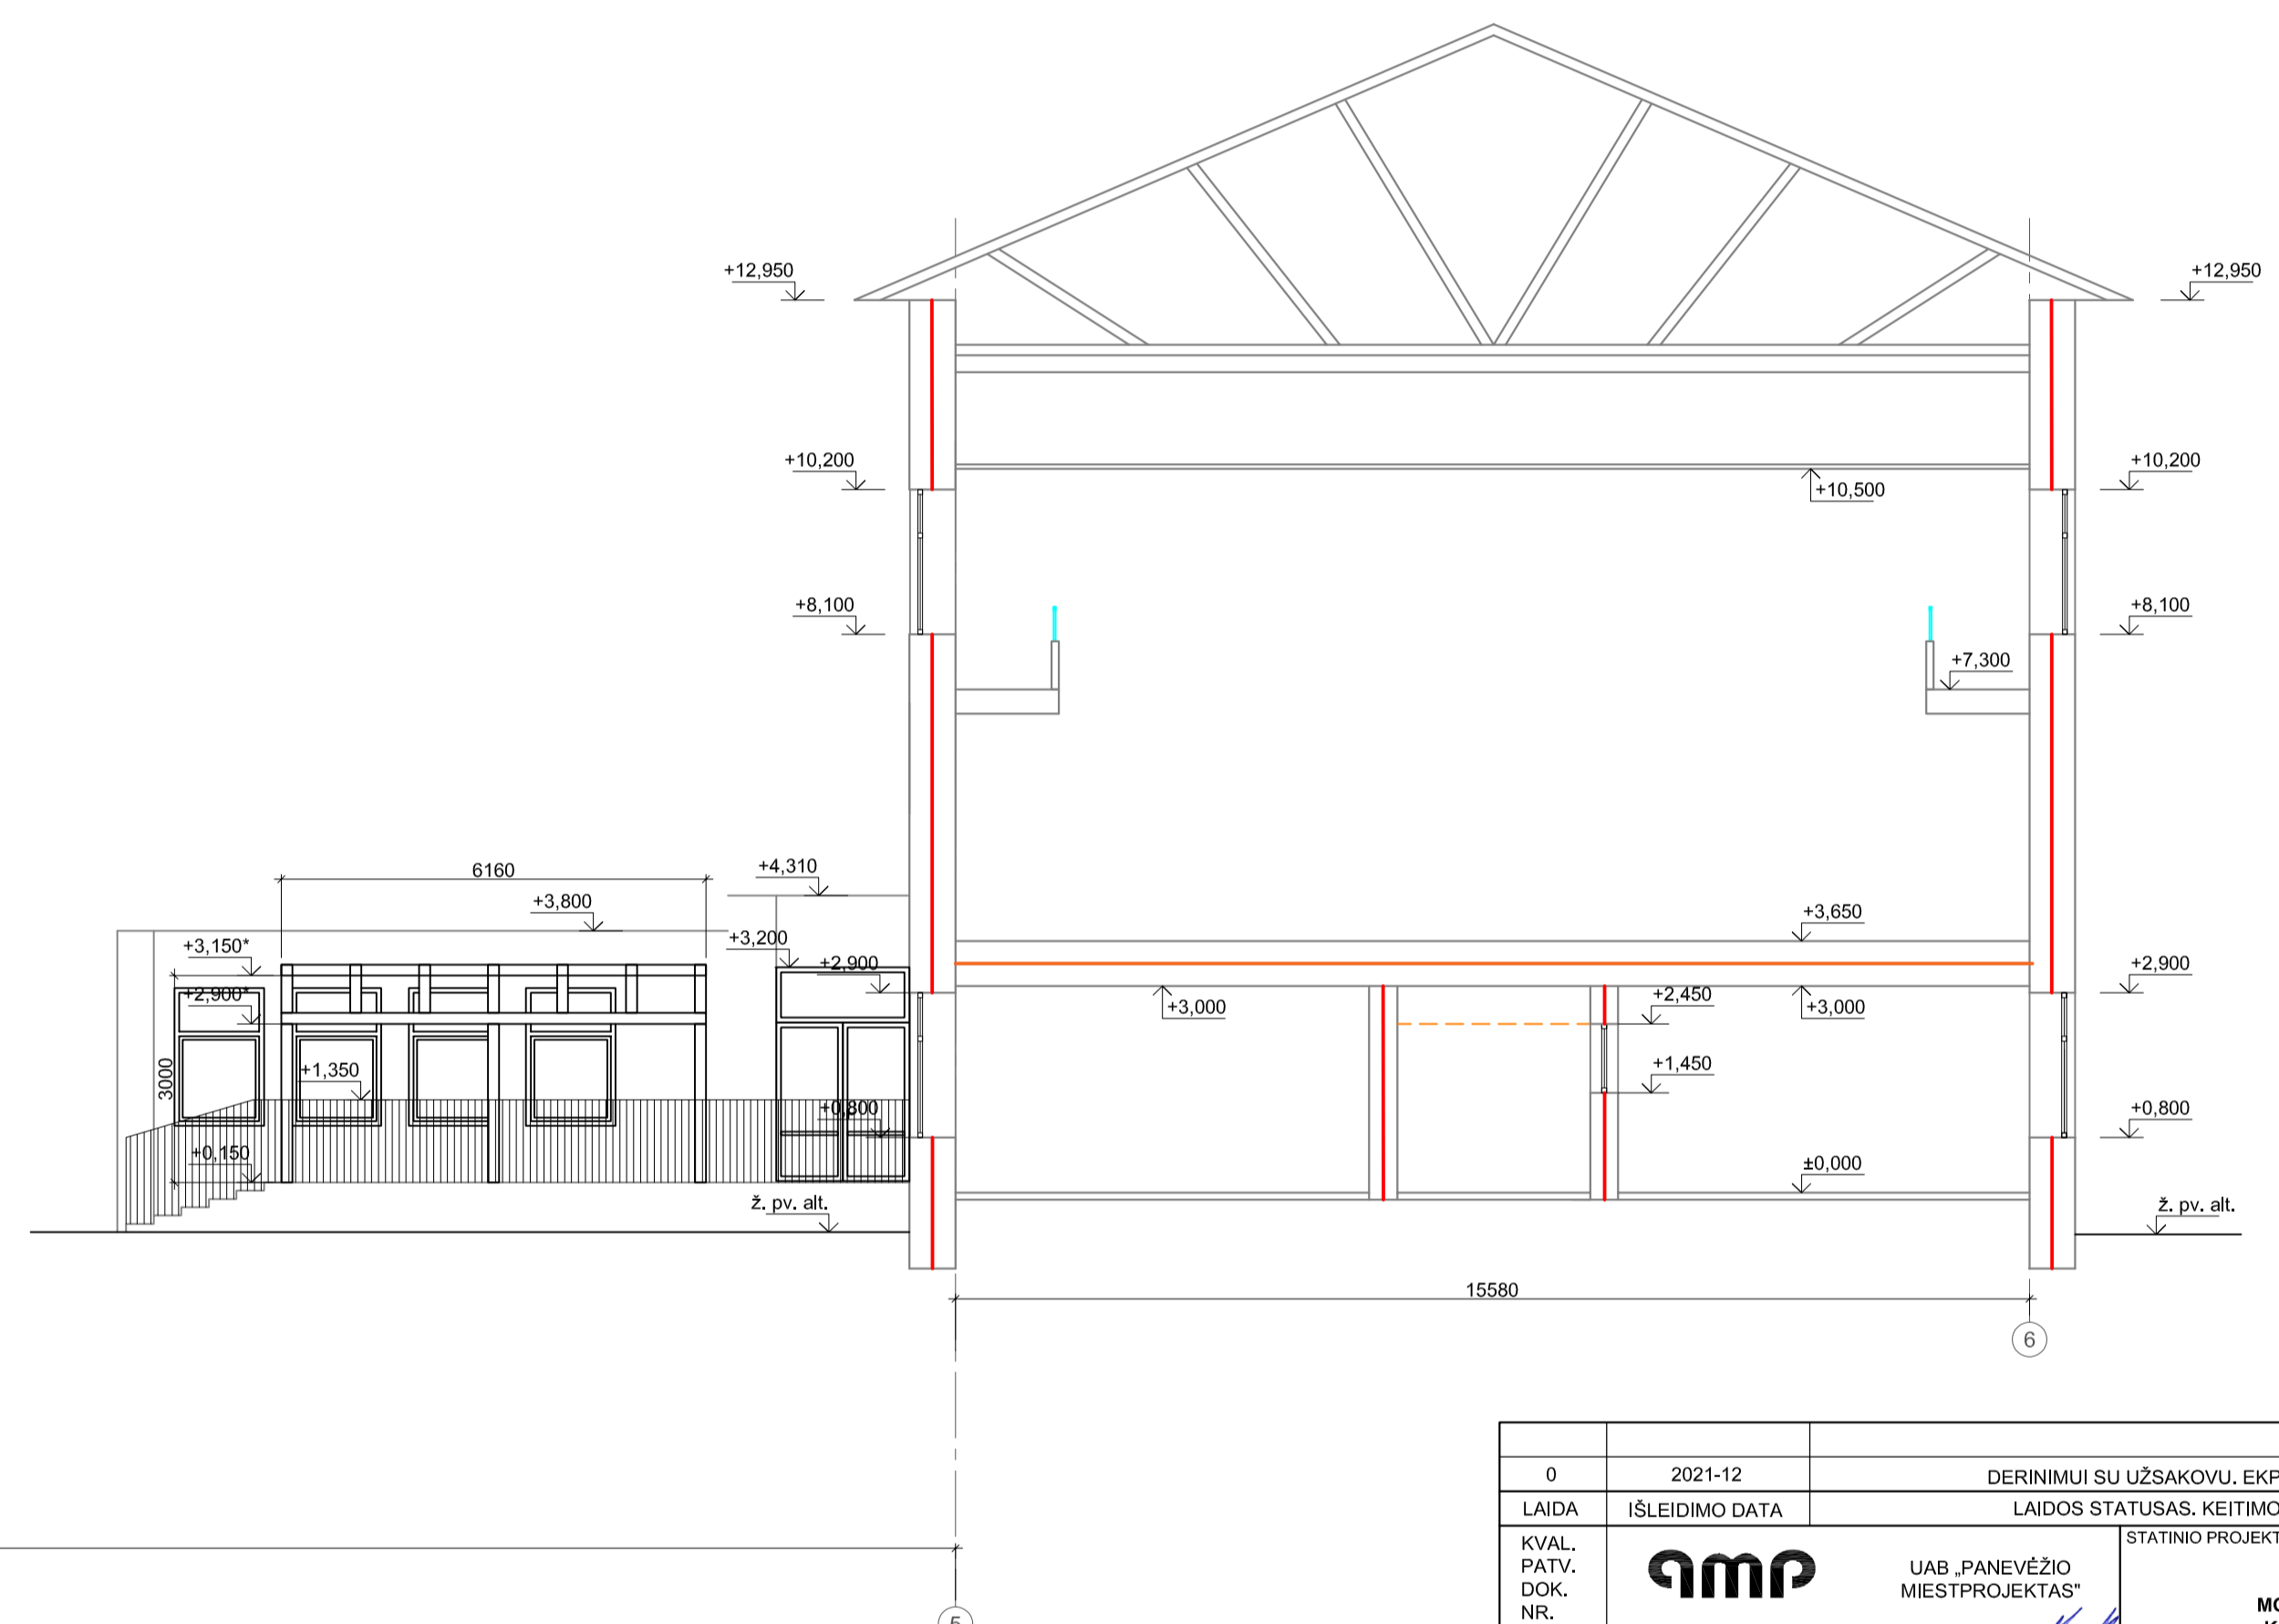 +12,950
+12,950
+10,200
+10,200
+10,500
+8,100
+8,100
+7,300
6160
+4,310
+3,800
+3,650
+3,150*
+3,200
+2,900
+2,900
+2,900*
+3,000
+2,450
+3,000
3000
+1,350
+1,450
+0,800
+0,800
+0,150
±0,000
ž. pv. alt.
ž. pv. alt.
15580
6
0
2021-12
DERINIMUI SU UŽSAKOVU. EKP
LAIDA
IŠLEIDIMO DATA
LAIDOS STATUSAS. KEITIMO
KVAL.
PATV.
DOK.
NR.
amp
UAB „PANEVĖŽIO
MIESTPROJEKTAS"
STATINIO PROJEKT
MO
5